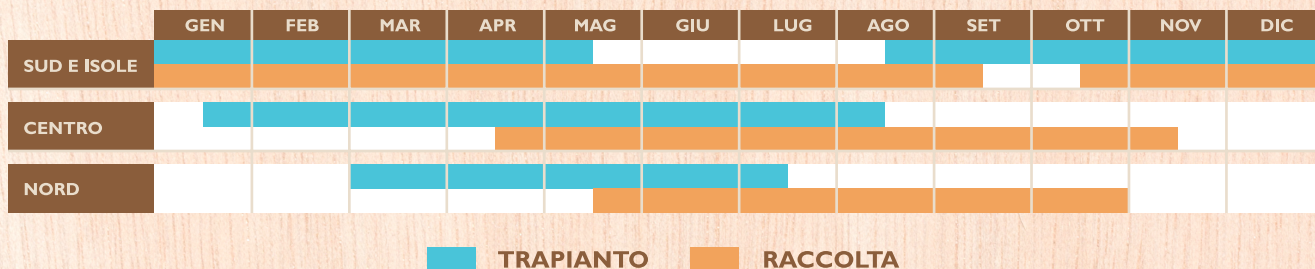 GEN FEB MAR APR MAG GIU LUG AGO SET OTT NOV DIC
SUD E ISOLE
CENTRO
NORD
TRAPIANTO RACCOLTA